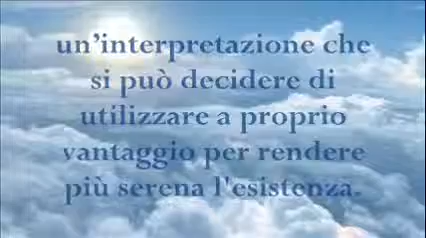 un’interpretazione che
si può decidere di
utilizzare a proprio
vantaggio per rendere
più serena l'esistenza.